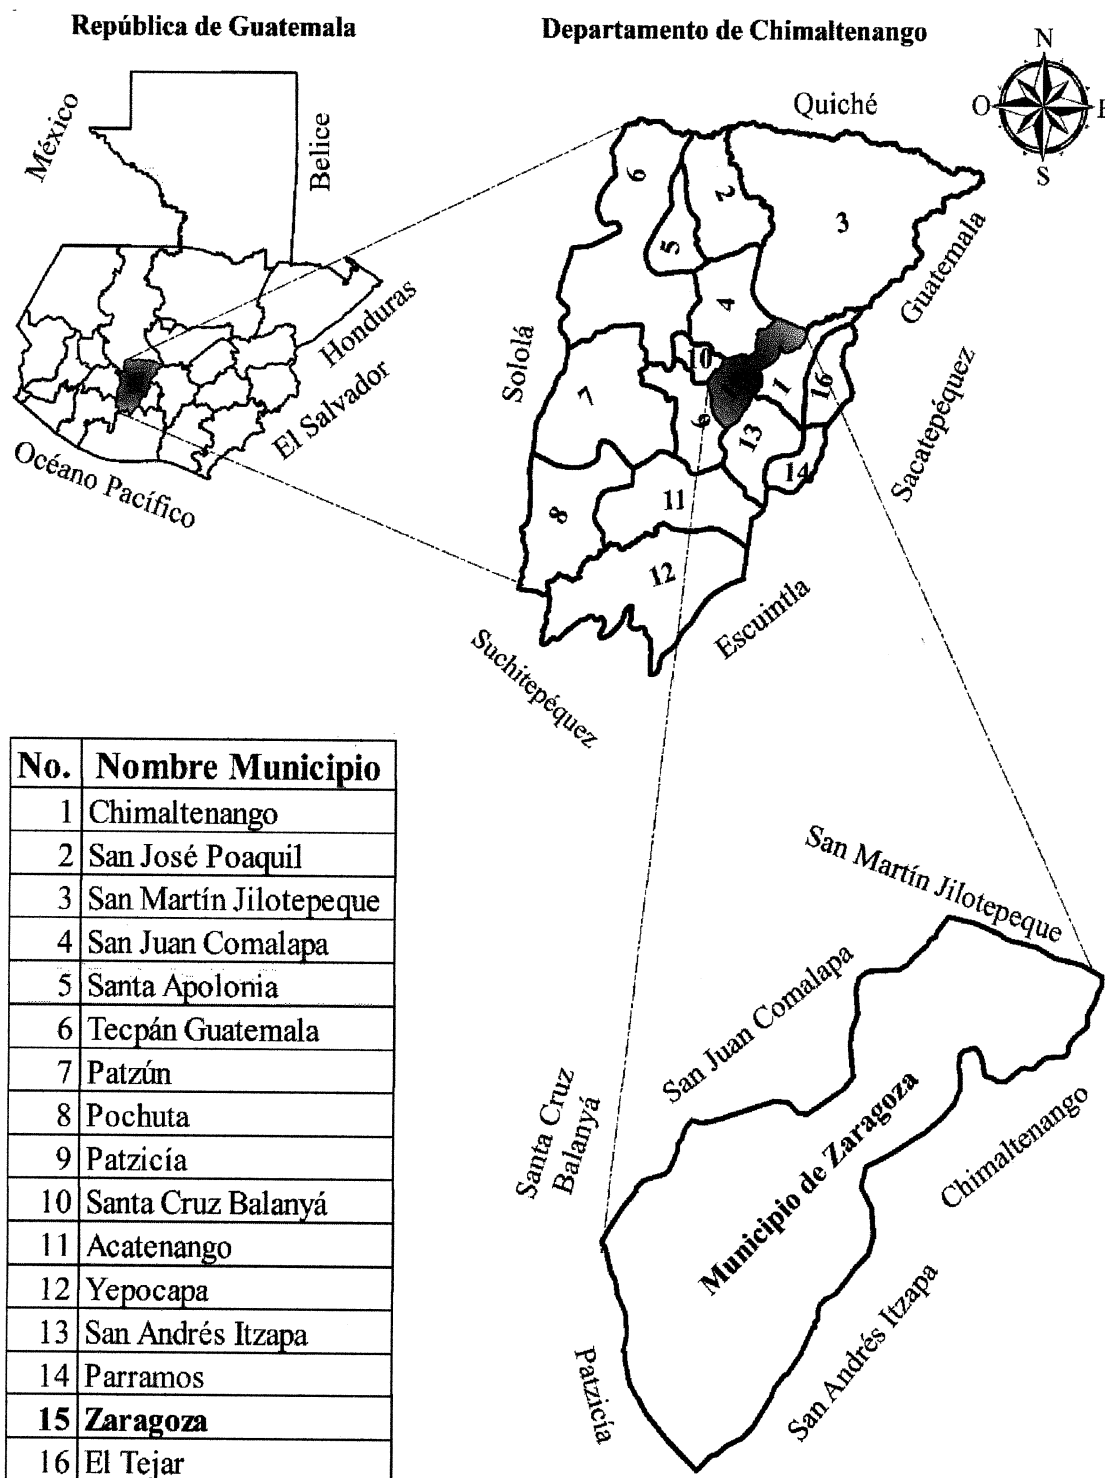 República de Guatemala
Departamento de Chimaltenango
N
O
E
S
México
Belice
Honduras
El Salvador
Océano Pacífico
Quiché
Guatemala
Sololá
Sacatepéquez
Escuintla
Suchitepéquez
6
2
3
5
4
10
7
9
1
16
13
14
8
11
12
No. Nombre Municipio
1 Chimaltenango
2 San José Poaquil
3 San Martín Jilotepeque
4 San Juan Comalapa
5 Santa Apolonia
6 Tecpán Guatemala
7 Patzún
8 Pochuta
9 Patzicía
10 Santa Cruz Balanyá
11 Acatenango
12 Yepocapa
13 San Andrés Itzapa
14 Parramos
15 Zaragoza
16 El Tejar
San Martín Jilotepeque
San Juan Comalapa
Santa Cruz
Balanyá
Municipio de Zaragoza
Chimaltenango
San Andrés Itzapa
Patzicía